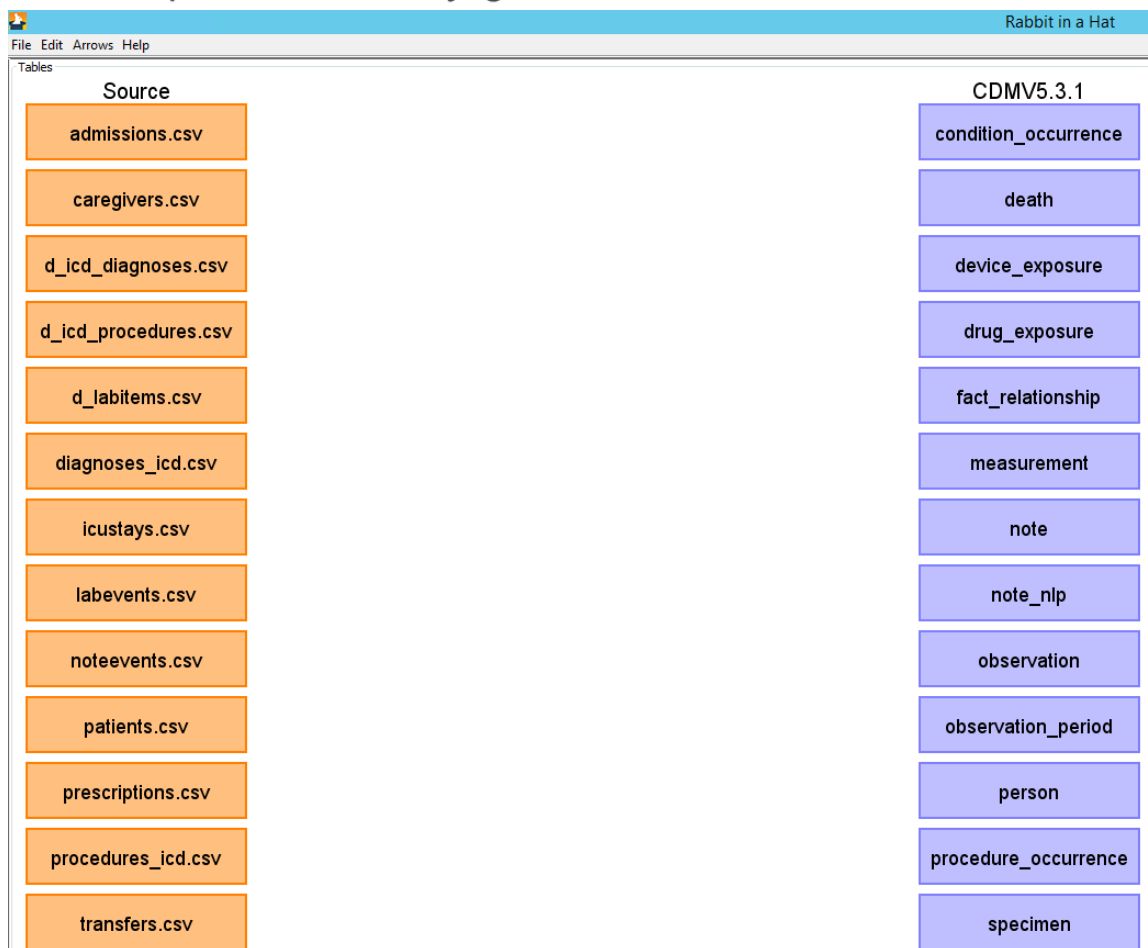 Rabbit in a Hat
File Edit Arrows Help
Tables
Source
CDMV5.3.1
admissions.csv
condition_occurrence
caregivers.csv
death
d_icd_diagnoses.csv
device_exposure
d_icd_procedures.csv
drug_exposure
d_labitems.csv
fact_relationship
diagnoses_icd.csv
measurement
icustays.csv
note
labevents.csv
note_nlp
noteevents.csv
observation
patients.csv
observation_period
prescriptions.csv
person
procedures_icd.csv
procedure_occurrence
transfers.csv
specimen